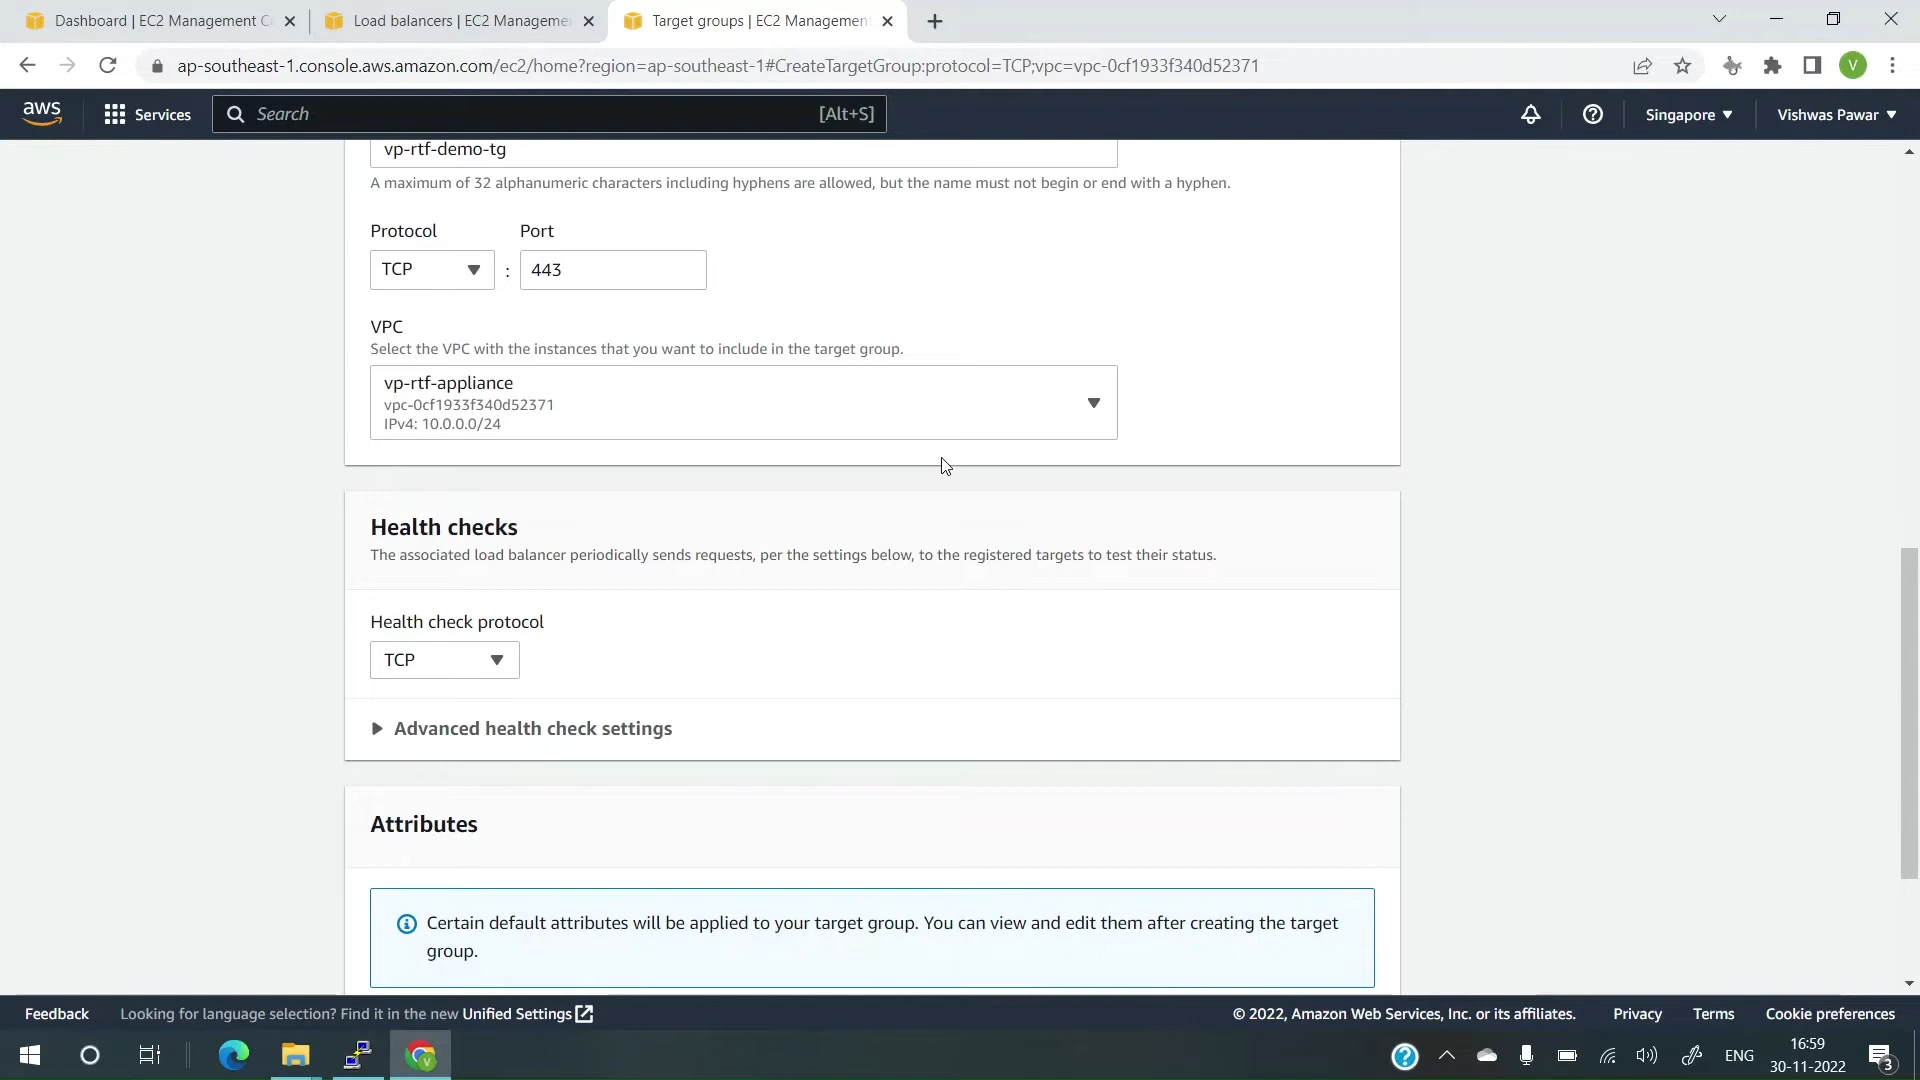 Dashboard | EC2 Management C
Load balancers | EC2 Manageme
Target groups | EC2 Management
ap-southeast-1.console.aws.amazon.com/ec2/home?region=ap-southeast-1#CreateTargetGroup:protocol=TCP;vpc=vpc-0cf1933f340d52371
V
aws
Services
Search
[Alt+S]
Singapore
Vishwas Pawar
vp-rtf-demo-tg
A maximum of 32 alphanumeric characters including hyphens are allowed, but the name must not begin or end with a hyphen.
Protocol
Port
TCP
:
443
VPC
Select the VPC with the instances that you want to include in the target group.
vp-rtf-appliance
vpc-0cf1933f340d52371
IPv4: 10.0.0.0/24
Health checks
The associated load balancer periodically sends requests, per the settings below, to the registered targets to test their status.
Health check protocol
TCP
Advanced health check settings
Attributes
Certain default attributes will be applied to your target group. You can view and edit them after creating the target
group.
Feedback
Looking for language selection? Find it in the new Unified Settings
© 2022, Amazon Web Services, Inc. or its affiliates.
Privacy
Terms
Cookie preferences
ENG
16:59
30-11-2022
3